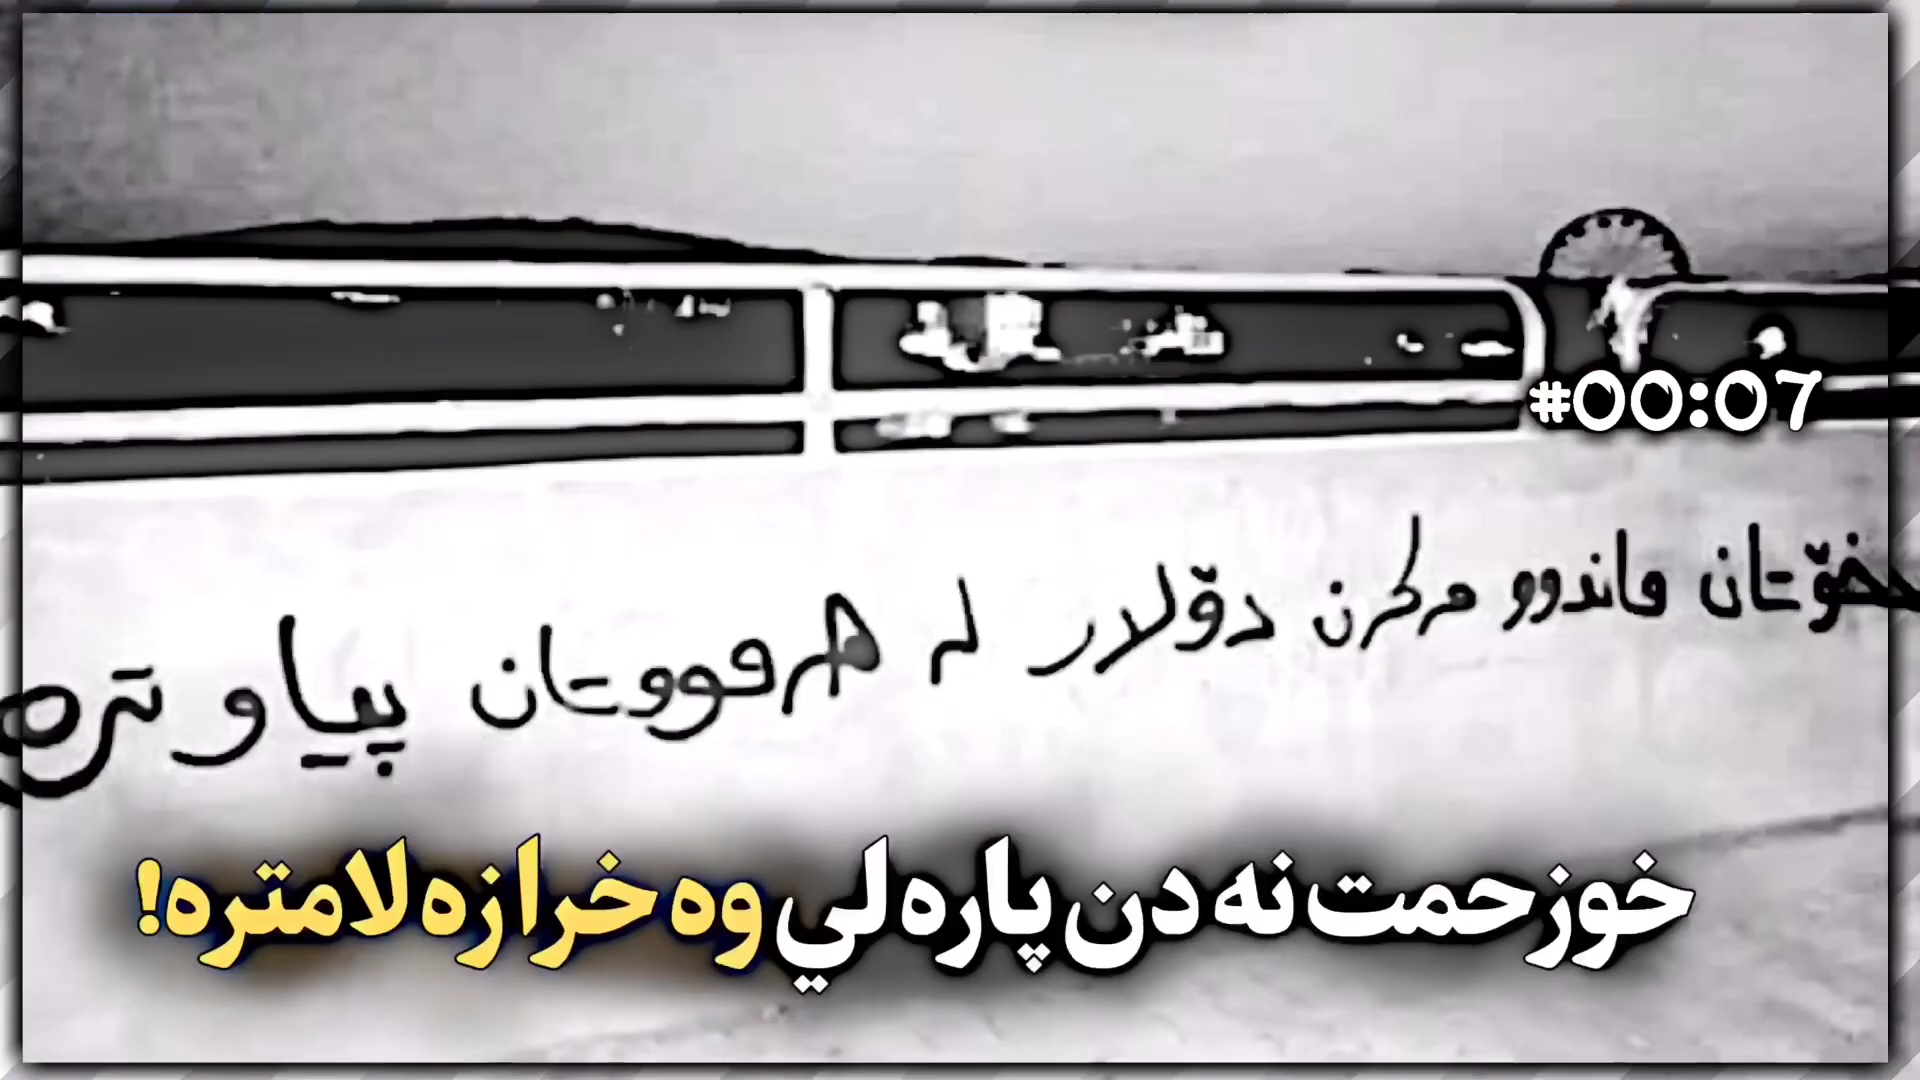 #00:07
خۆتان ماندوو مەکەن دۆلار لە هەمووتان پیاوترە
خوزحمت نه دن پاره لي وه خرازه لامتره!